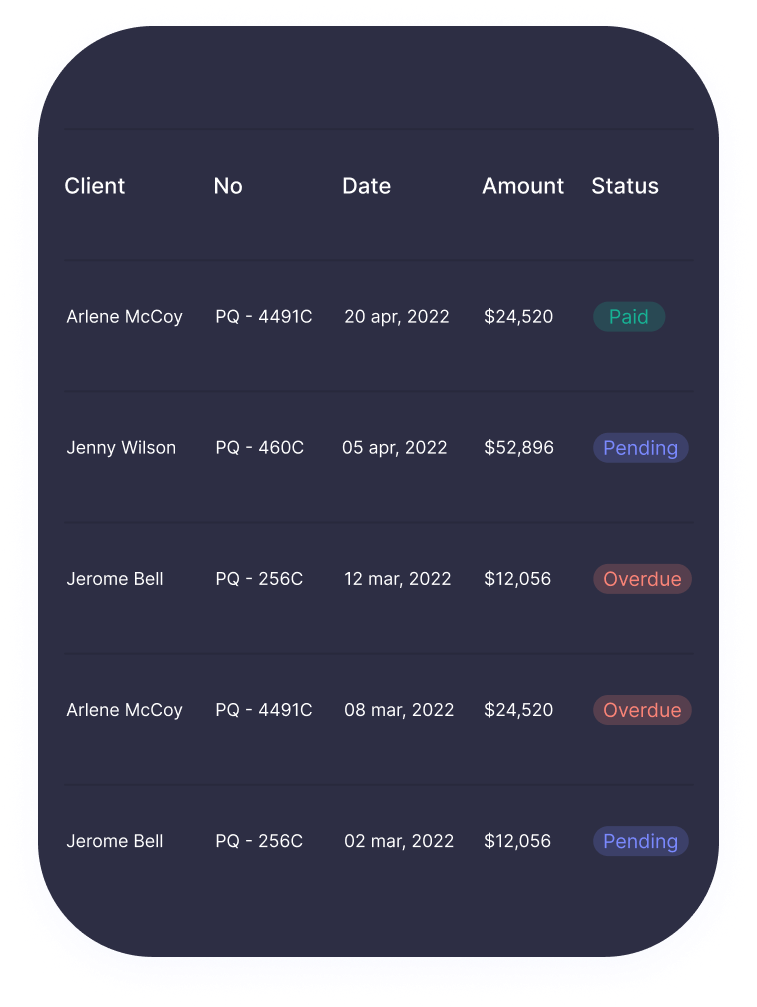 Client No Date Amount Status
Arlene McCoy PQ - 4491C 20 apr, 2022 $24,520 Paid
Jenny Wilson PQ - 460C 05 apr, 2022 $52,896 Pending
Jerome Bell PQ - 256C 12 mar, 2022 $12,056 Overdue
Arlene McCoy PQ - 4491C 08 mar, 2022 $24,520 Overdue
Jerome Bell PQ - 256C 02 mar, 2022 $12,056 Pending